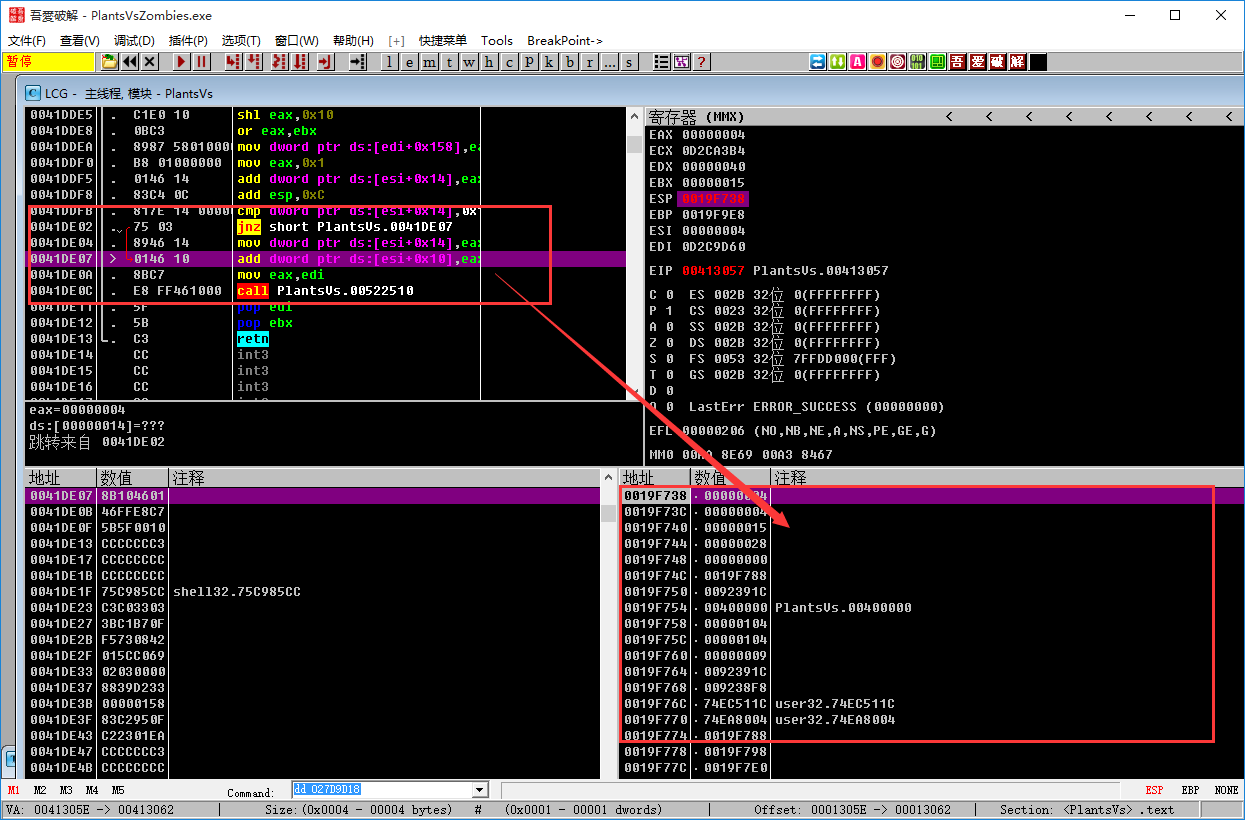 吾愛破解 - PlantsVsZombies.exe
文件(F) 查看(V) 调试(D) 插件(P) 选项(T) 窗口(W) 帮助(H) [+] 快捷菜单 Tools BreakPoint->
暂停 l e m t w h c p k b r ... s ? 吾 爱 破 解
LCG - 主线程, 模块 - PlantsVs
0041DDE5 . C1E0 10 shl eax,0x10
0041DDE8 . 0BC3 or eax,ebx
0041DDEA . 8987 58010000 mov dword ptr ds:[edi+0x158],ea
0041DDF0 . B8 01000000 mov eax,0x1
0041DDF5 . 0146 14 add dword ptr ds:[esi+0x14],eax
0041DDF8 . 83C4 0C add esp,0xC
0041DDFB . 817E 14 0000 cmp dword ptr ds:[esi+0x14],0x
0041DE02 . 75 03 jnz short PlantsVs.0041DE07
0041DE04 . 8946 14 mov dword ptr ds:[esi+0x14],eax
0041DE07 > 0146 10 add dword ptr ds:[esi+0x10],eax
0041DE0A . 8BC7 mov eax,edi
0041DE0C . E8 FF461000 call PlantsVs.00522510
0041DE11 . 5F pop edi
0041DE12 . 5B pop ebx
0041DE13 . C3 retn
0041DE14 CC int3
0041DE15 CC int3
0041DE16 CC int3
eax=00000004
ds:[00000014]=???
跳转来自 0041DE02
寄存器 (MMX) < < < < < < < <
EAX 00000004
ECX 0D2CA3B4
EDX 00000040
EBX 00000015
ESP 0019F738
EBP 0019F9E8
ESI 00000004
EDI 0D2C9D60
EIP 00413057 PlantsVs.00413057
C 0 ES 002B 32位 0(FFFFFFFF)
P 1 CS 0023 32位 0(FFFFFFFF)
A 0 SS 002B 32位 0(FFFFFFFF)
Z 0 DS 002B 32位 0(FFFFFFFF)
S 0 FS 0053 32位 7FFDD000(FFF)
T 0 GS 002B 32位 0(FFFFFFFF)
D 0
O 0 LastErr ERROR_SUCCESS (00000000)
EFL 00000206 (NO,NB,NE,A,NS,PE,GE,G)
MM0 00AA 8E69 00A3 8467
地址 数值 注释
0041DE07 8B104601
0041DE0B 46FFE8C7
0041DE0F 5B5F0010
0041DE13 CCCCCCC3
0041DE17 CCCCCCCC
0041DE1B CCCCCCCC
0041DE1F 75C985CC shell32.75C985CC
0041DE23 C3C03303
0041DE27 3BC1B70F
0041DE2B F5730842
0041DE2F 015CC069
0041DE33 02030000
0041DE37 8839D233
0041DE3B 00000158
0041DE3F 83C2950F
0041DE43 C22301EA
0041DE47 CCCCCCC3
0041DE4B CCCCCCCC
地址 数值 注释
0019F738 00000004
0019F73C 00000004
0019F740 00000015
0019F744 00000028
0019F748 00000000
0019F74C 0019F788
0019F750 0092391C
0019F754 00400000 PlantsVs.00400000
0019F758 00000104
0019F75C 00000104
0019F760 00000009
0019F764 0092391C
0019F768 009238F8
0019F76C 74EC511C user32.74EC511C
0019F770 74EA8004 user32.74EA8004
0019F774 0019F788
0019F778 0019F798
0019F77C 0019F7E0
M1 M2 M3 M4 M5 Command: dd 027D9D18 ESP EBP NONE
VA: 0041305E -> 00413062 Size:(0x0004 - 00004 bytes) # (0x0001 - 00001 dwords) Offset: 0001305E -> 00013062 Section: <PlantsVs> .text